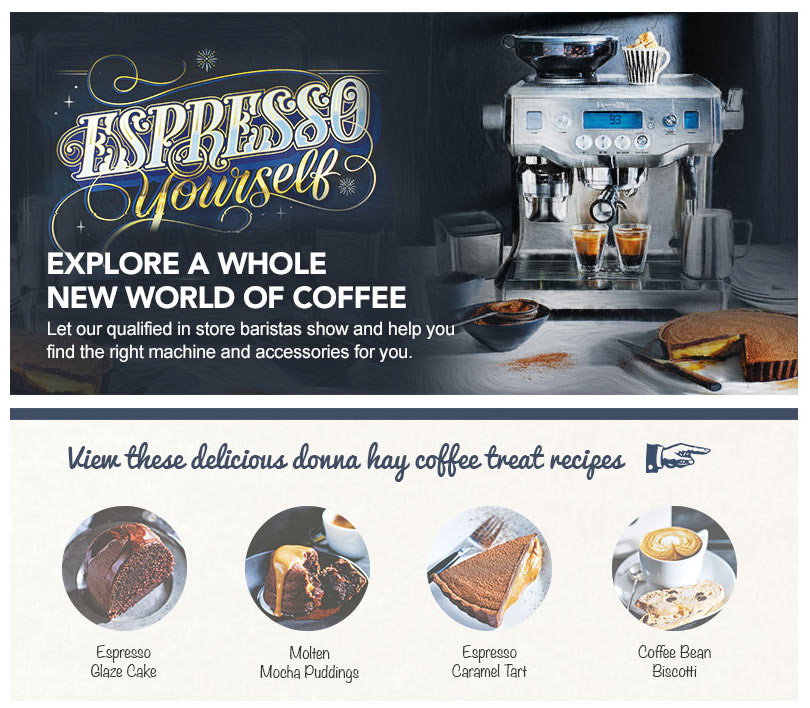 ESPRESSO
Yourself
93
EXPLORE A WHOLE
NEW WORLD OF COFFEE
Let our qualified in store baristas show and help you
find the right machine and accessories for you.
View these delicious donna hay coffee treat recipes
Espresso
Glaze Cake
Molten
Mocha Puddings
Espresso
Caramel Tart
Coffee Bean
Biscotti